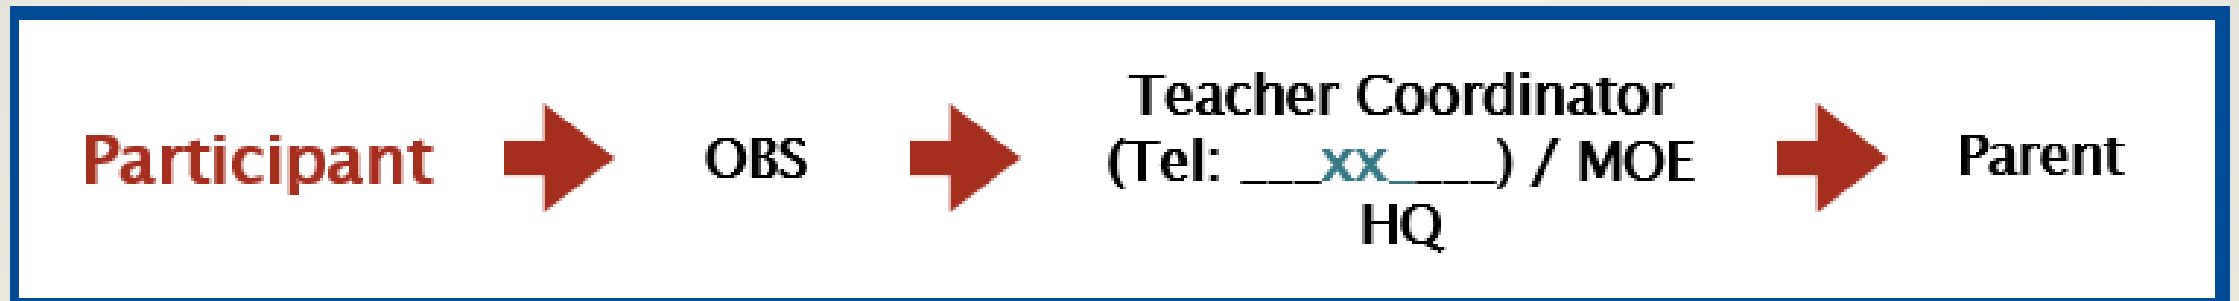 Participant
OBS
Teacher Coordinator
(Tel: ___xx____) / MOE
HQ
Parent